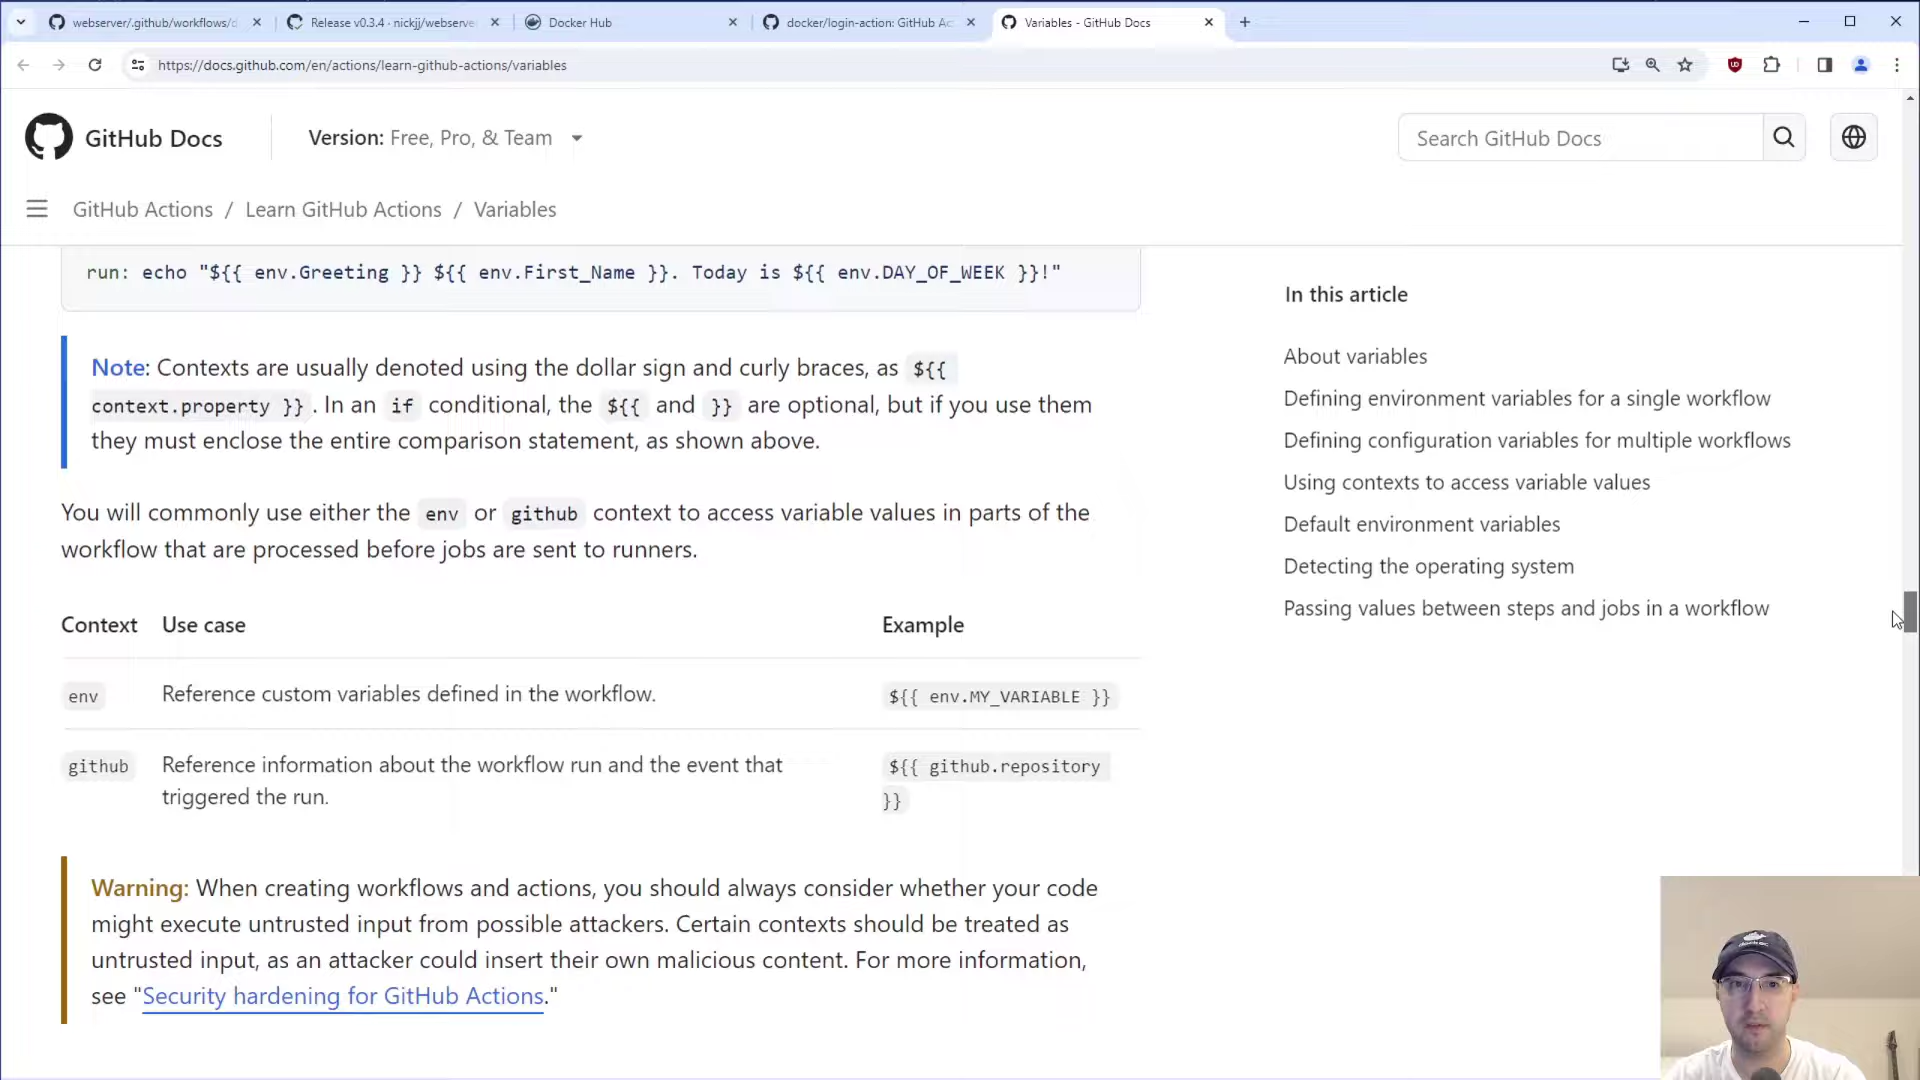 webserver/.github/workflows/d
Release v0.3.4 · nickjj/webserve
Docker Hub
docker/login-action: GitHub Ac
Variables - GitHub Docs
https://docs.github.com/en/actions/learn-github-actions/variables
GitHub Docs
Version: Free, Pro, & Team
Search GitHub Docs
GitHub Actions / Learn GitHub Actions / Variables
run: echo "${{ env.Greeting }} ${{ env.First_Name }}. Today is ${{ env.DAY_OF_WEEK }}!"
Note: Contexts are usually denoted using the dollar sign and curly braces, as ${{
context.property }} . In an if conditional, the ${{ and }} are optional, but if you use them
they must enclose the entire comparison statement, as shown above.
You will commonly use either the env or github context to access variable values in parts of the
workflow that are processed before jobs are sent to runners.
Context Use case Example
env Reference custom variables defined in the workflow. ${{ env.MY_VARIABLE }}
github Reference information about the workflow run and the event that ${{ github.repository
triggered the run. }}
Warning: When creating workflows and actions, you should always consider whether your code
might execute untrusted input from possible attackers. Certain contexts should be treated as
untrusted input, as an attacker could insert their own malicious content. For more information,
see "Security hardening for GitHub Actions."
In this article
About variables
Defining environment variables for a single workflow
Defining configuration variables for multiple workflows
Using contexts to access variable values
Default environment variables
Detecting the operating system
Passing values between steps and jobs in a workflow